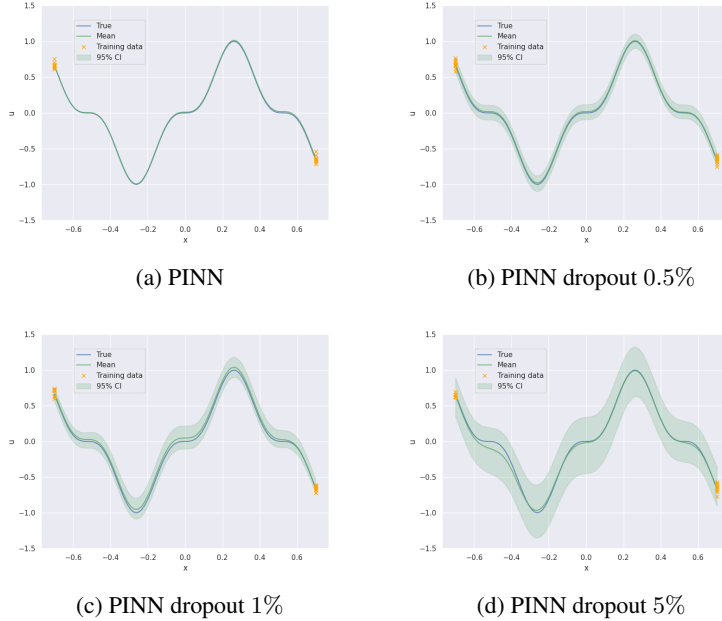 1.5
1.0
0.5
0.0
−0.5
−1.0
−1.5
−0.6
−0.4
−0.2
0.0
0.2
0.4
0.6
u
x
True
Mean
Training data
95% CI
(a) PINN
1.5
1.0
0.5
0.0
−0.5
−1.0
−1.5
−0.6
−0.4
−0.2
0.0
0.2
0.4
0.6
u
x
True
Mean
Training data
95% CI
(b) PINN dropout 0.5%
1.5
1.0
0.5
0.0
−0.5
−1.0
−1.5
−0.6
−0.4
−0.2
0.0
0.2
0.4
0.6
u
x
True
Mean
Training data
95% CI
(c) PINN dropout 1%
1.5
1.0
0.5
0.0
−0.5
−1.0
−1.5
−0.6
−0.4
−0.2
0.0
0.2
0.4
0.6
u
x
True
Mean
Training data
95% CI
(d) PINN dropout 5%